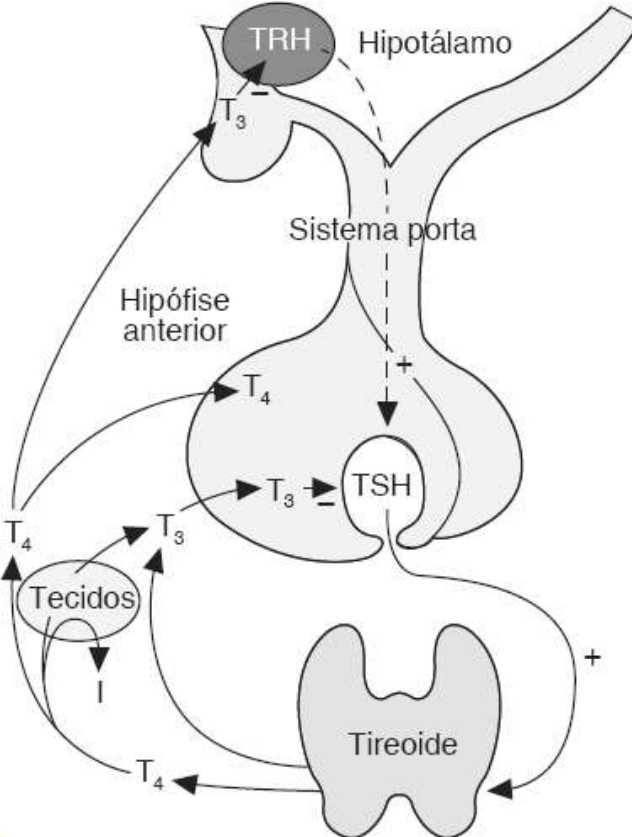 TRH
Hipotálamo
T₃
–
Sistema porta
Hipófise
anterior
+
T₄
T₃
–
TSH
T₄
T₃
Tecidos
I
+
Tireoide
T₄